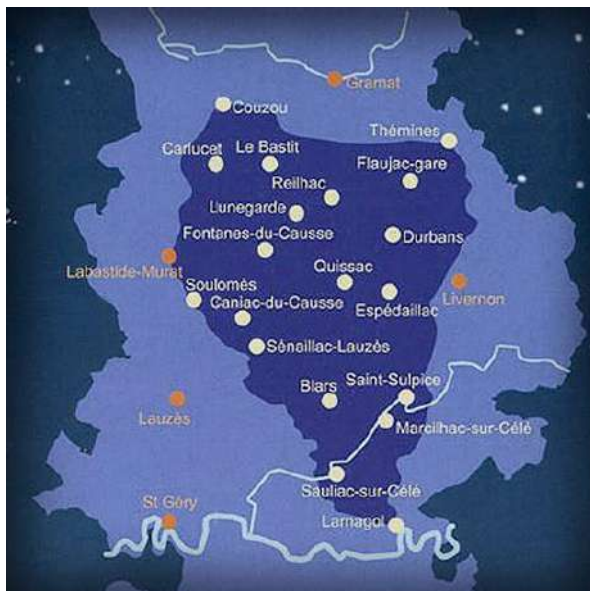 Gramat
Couzou
Thémines
Carlucet
Le Bastit
Flaujac-gare
Reilhac
Lunegarde
Fontanes-du-Causse
Durbans
Labastide-Murat
Quissac
Soulomés
Caniac-du-Causse
Espédaillac
Livernon
Sénaillac-Lauzès
Blars
Saint-Sulpice
Lauzès
Marcilhac-sur-Célé
Sauliac-sur-Célé
St Géry
Larnagol